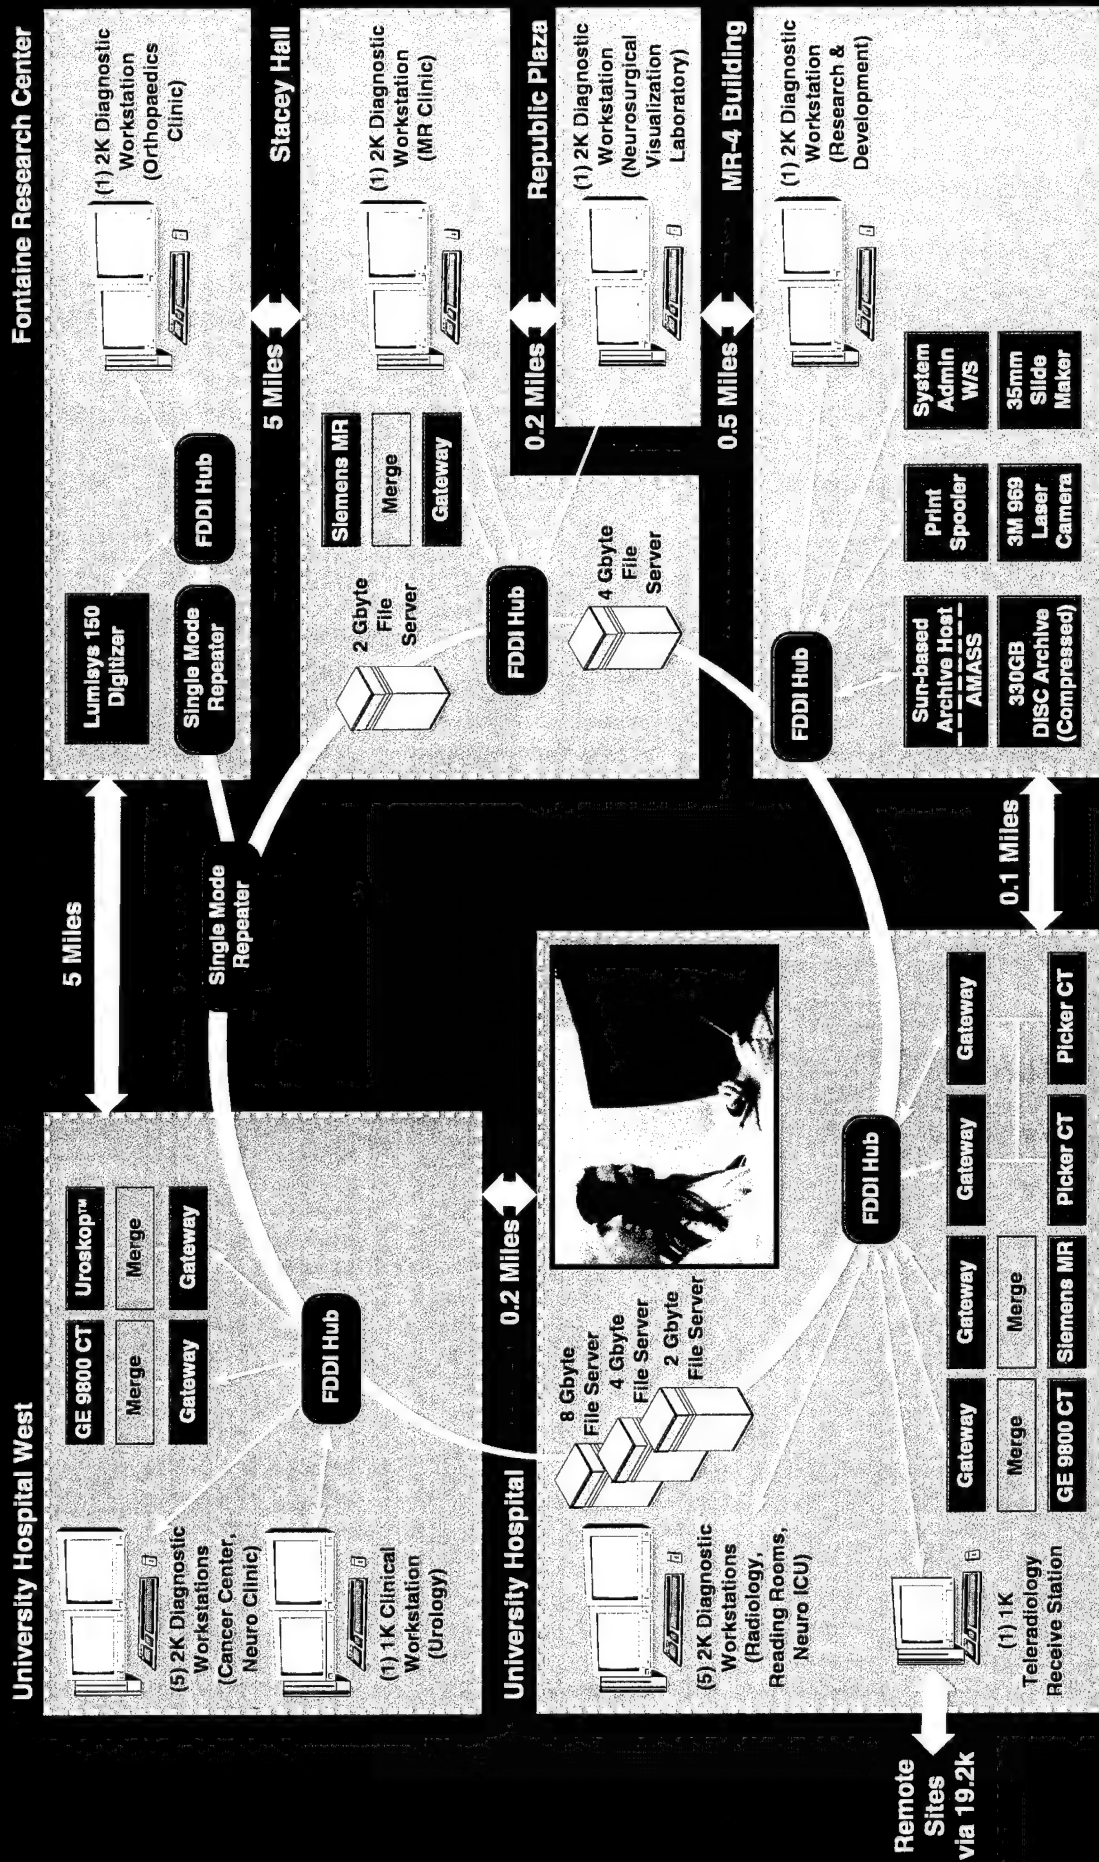 University Hospital West
GE 9800 CT
Merge
Gateway
Uroskop™
Merge
Gateway
(5) 2K Diagnostic
Workstations
(Cancer Center,
Neuro Clinic)
(1) 1K Clinical
Workstation
(Urology)
FDDI Hub
5 Miles
Single Mode
Repeater
Fontaine Research Center
Lumisys 150
Digitizer
Single Mode
Repeater
FDDI Hub
(1) 2K Diagnostic
Workstation
(Orthopaedics
Clinic)
5 Miles
Stacey Hall
2 Gbyte
File
Server
Siemens MR
Merge
Gateway
(1) 2K Diagnostic
Workstation
(MR Clinic)
FDDI Hub
4 Gbyte
File
Server
0.2 Miles
Republic Plaza
(1) 2K Diagnostic
Workstation
(Neurosurgical
Visualization
Laboratory)
0.5 Miles
MR-4 Building
(1) 2K Diagnostic
Workstation
(Research &
Development)
FDDI Hub
Sun-based
Archive Host
AMASS
Print
Spooler
System
Admin
W/S
330GB
DISC Archive
(Compressed)
3M 969
Laser
Camera
35mm
Slide
Maker
0.1 Miles
0.2 Miles
University Hospital
8 Gbyte
File Server
4 Gbyte
File Server
2 Gbyte
File Server
(5) 2K Diagnostic
Workstations
(Radiology,
Reading Rooms,
Neuro ICU)
FDDI Hub
(1) 1K
Teleradiology
Receive Station
Gateway
Gateway
Gateway
Gateway
Merge
Merge
GE 9800 CT
Siemens MR
Picker CT
Picker CT
Remote
Sites
via 19.2k